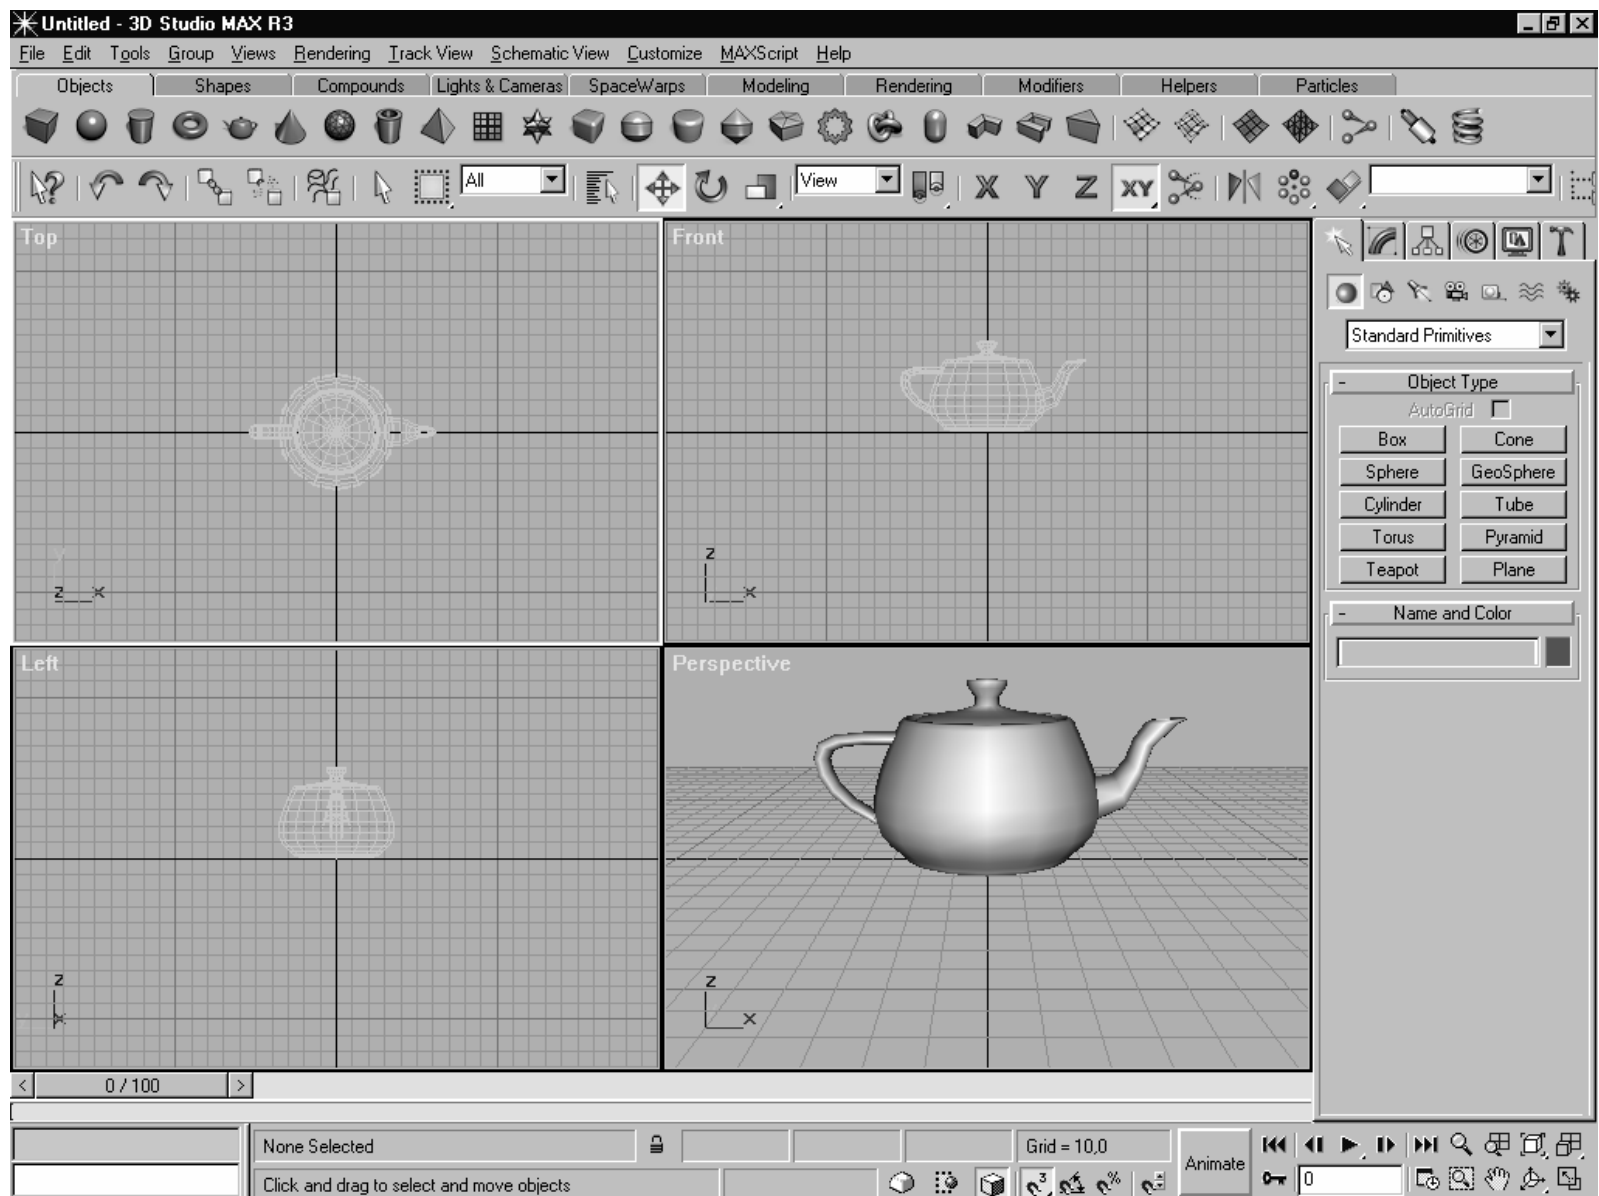 Untitled - 3D Studio MAX R3
File Edit Tools Group Views Rendering Track View Schematic View Customize MAXScript Help
Objects Shapes Compounds Lights & Cameras SpaceWarps Modeling Rendering Modifiers Helpers Particles
All View X Y Z XY
Top
Front
Standard Primitives
Object Type
AutoGrid
Box Cone
Sphere GeoSphere
Cylinder Tube
Torus Pyramid
Teapot Plane
Name and Color
y
z x
z
x
Left
Perspective
z
x
z
x
< 0 / 100 >
None Selected
Grid = 10,0
Animate
Click and drag to select and move objects
3
%
0